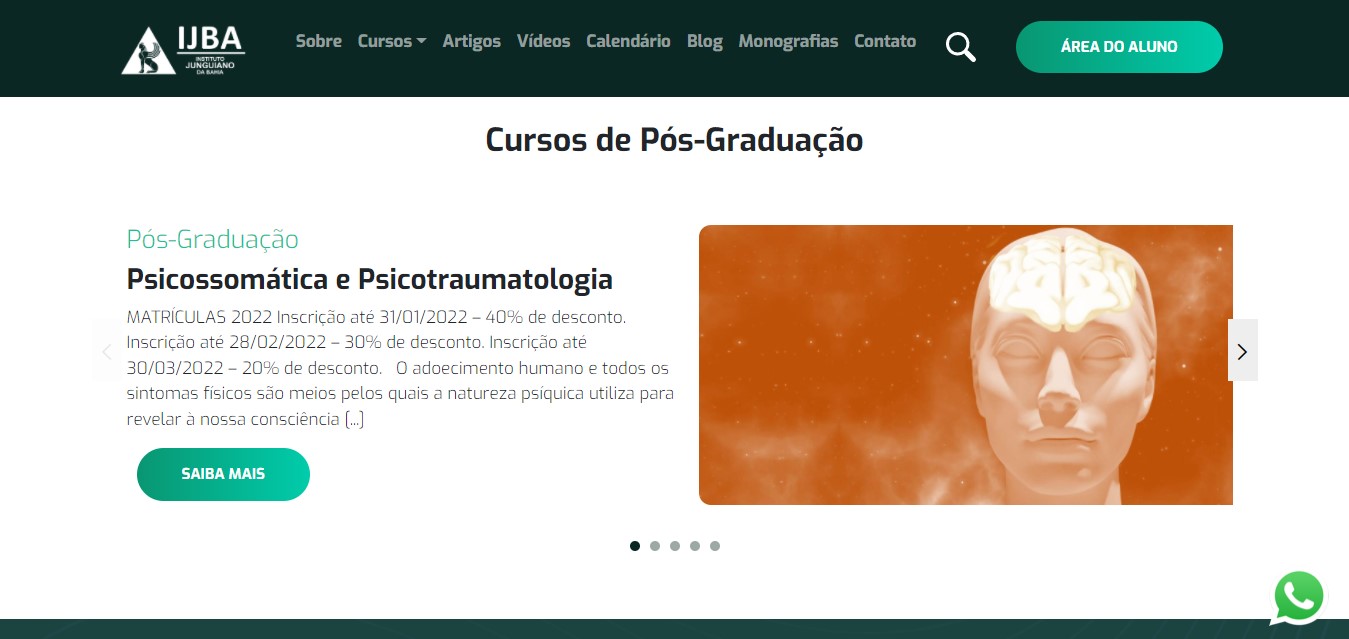 IJBA
INSTITUTO
JUNGUIANO
DA BAHIA
Sobre Cursos Artigos Vídeos Calendário Blog Monografias Contato
ÁREA DO ALUNO
Cursos de Pós-Graduação
Pós-Graduação
Psicossomática e Psicotraumatologia
MATRÍCULAS 2022 Inscrição até 31/01/2022 – 40% de desconto.
Inscrição até 28/02/2022 – 30% de desconto. Inscrição até
30/03/2022 – 20% de desconto.   O adoecimento humano e todos os
sintomas físicos são meios pelos quais a natureza psíquica utiliza para
revelar à nossa consciência [...]
SAIBA MAIS